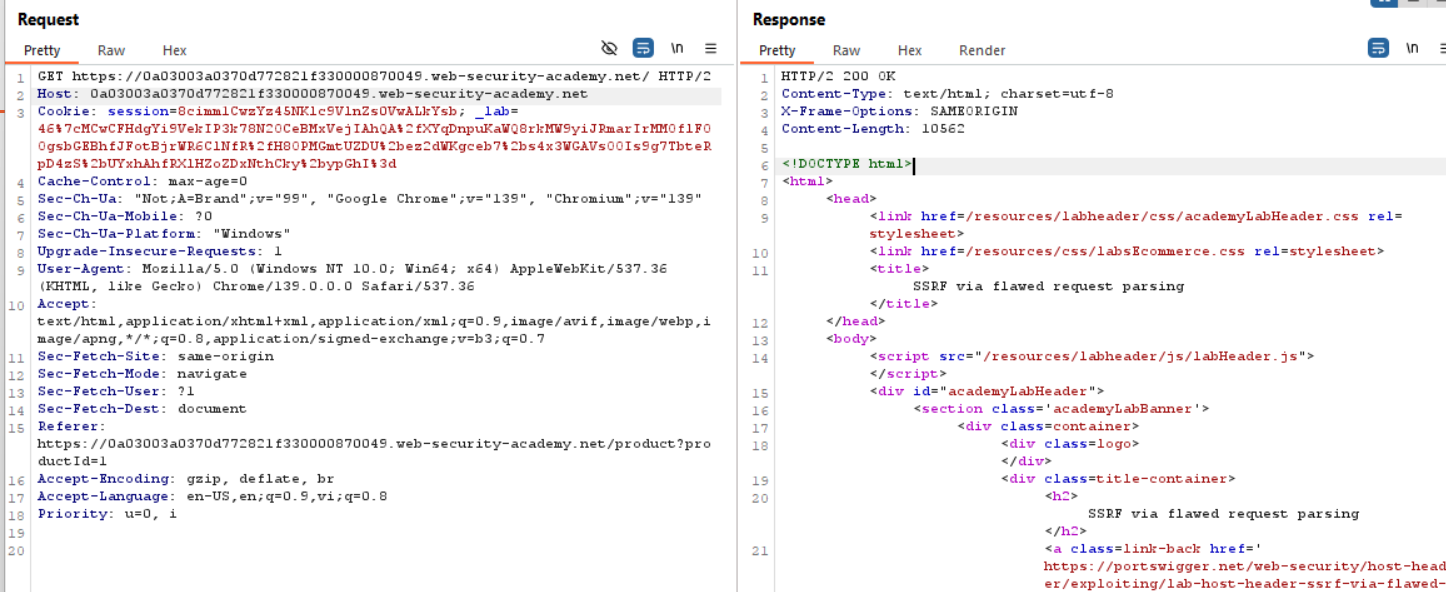 Request
Pretty Raw Hex \n
1 GET https://0a03003a0370d772821f330000870049.web-security-academy.net/ HTTP/2
2 Host: 0a03003a0370d772821f330000870049.web-security-academy.net
3 Cookie: session=8cimmlCwzYz45NKlc9VlnZs0VwALkYsb; _lab=
46%7cMCwCFHdgYi9VekIP3k78N2OCeBMxVejIAhQA%2fXYqDnpuKaWQ8rkMW9yiJRmarIrMMOflFO
OgsbGEBhfJFotBjrWR6ClNfR%2fH8OPMGmtUZDU%2bez2dWKgceb7%2bs4x3WGAVs0OIs9g7TbteR
pD4zS%2bUYxhAhfRXlHZoZDxNthCky%2bypGhI%3d
4 Cache-Control: max-age=0
5 Sec-Ch-Ua: "Not;A=Brand";v="99", "Google Chrome";v="139", "Chromium";v="139"
6 Sec-Ch-Ua-Mobile: ?0
7 Sec-Ch-Ua-Platform: "Windows"
8 Upgrade-Insecure-Requests: 1
9 User-Agent: Mozilla/5.0 (Windows NT 10.0; Win64; x64) AppleWebKit/537.36
(KHTML, like Gecko) Chrome/139.0.0.0 Safari/537.36
10 Accept:
text/html,application/xhtml+xml,application/xml;q=0.9,image/avif,image/webp,i
mage/apng,*/*;q=0.8,application/signed-exchange;v=b3;q=0.7
11 Sec-Fetch-Site: same-origin
12 Sec-Fetch-Mode: navigate
13 Sec-Fetch-User: ?1
14 Sec-Fetch-Dest: document
15 Referer:
https://0a03003a0370d772821f330000870049.web-security-academy.net/product?pro
ductId=1
16 Accept-Encoding: gzip, deflate, br
17 Accept-Language: en-US,en;q=0.9,vi;q=0.8
18 Priority: u=0, i
19
20
Response
Pretty Raw Hex Render \n
1 HTTP/2 200 OK
2 Content-Type: text/html; charset=utf-8
3 X-Frame-Options: SAMEORIGIN
4 Content-Length: 10562
5
6 <!DOCTYPE html>
7 <html>
8 <head>
9 <link href=/resources/labheader/css/academyLabHeader.css rel=
stylesheet>
10 <link href=/resources/css/labsEcommerce.css rel=stylesheet>
11 <title>
SSRF via flawed request parsing
</title>
12 </head>
13 <body>
14 <script src="/resources/labheader/js/labHeader.js">
</script>
15 <div id="academyLabHeader">
16 <section class='academyLabBanner'>
17 <div class=container>
18 <div class=logo>
</div>
19 <div class=title-container>
20 <h2>
SSRF via flawed request parsing
</h2>
21 <a class=link-back href='
https://portswigger.net/web-security/host-head
er/exploiting/lab-host-header-ssrf-via-flawed-